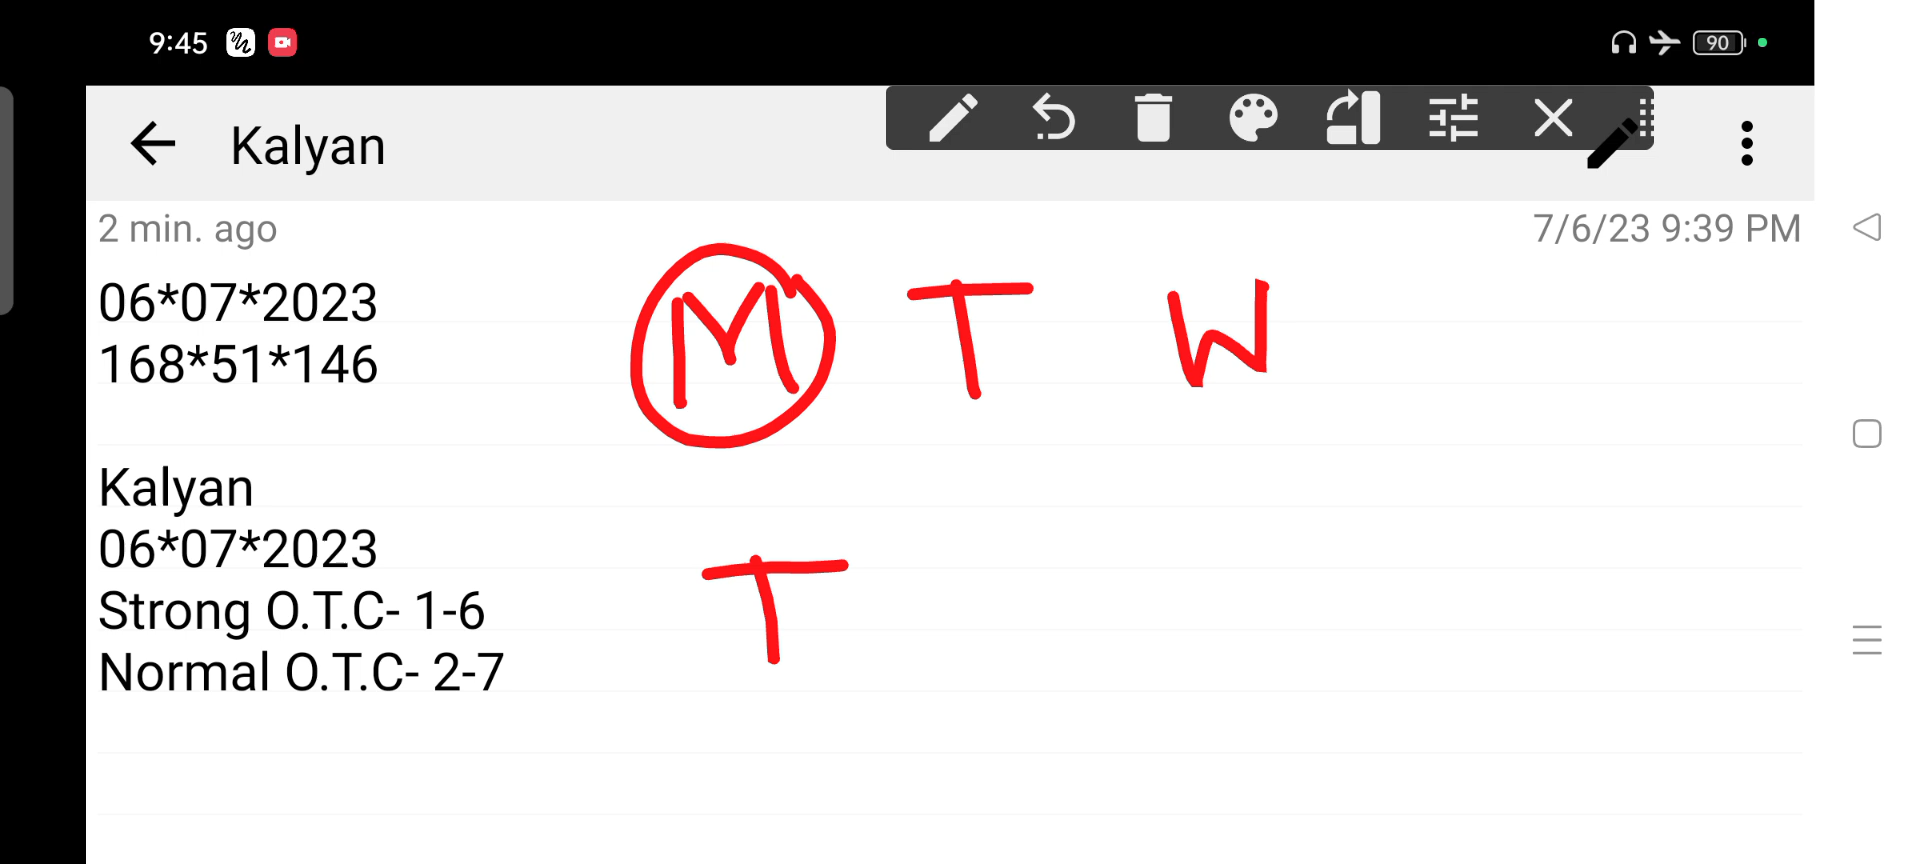 9:45
90
Kalyan
2 min. ago
7/6/23 9:39 PM
06*07*2023
168*51*146
M T W
Kalyan
06*07*2023
Strong O.T.C- 1-6
Normal O.T.C- 2-7
T